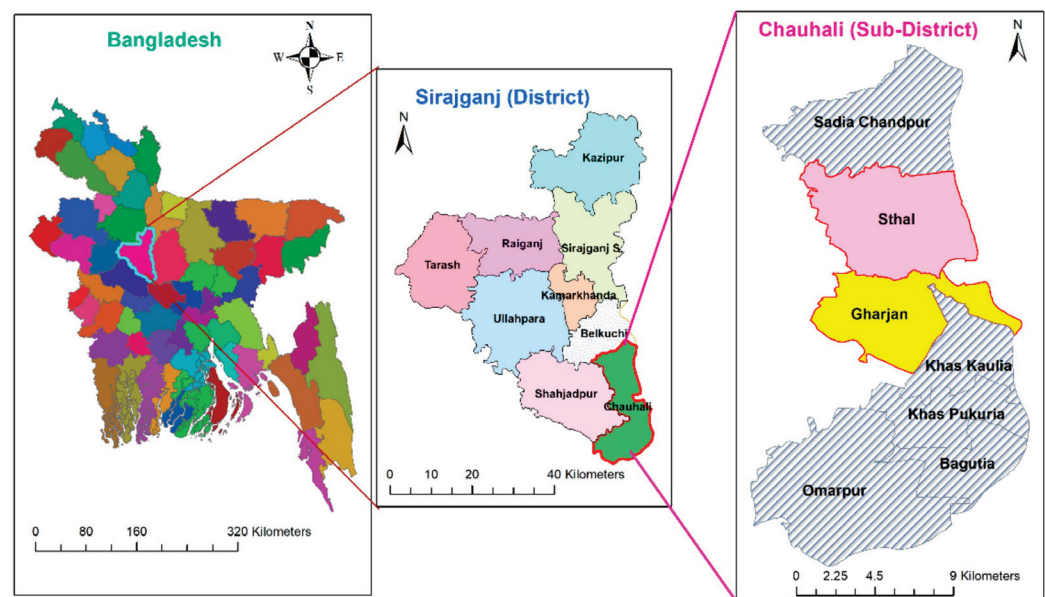 Bangladesh
N
W E
S
0 80 160 320 Kilometers
Sirajganj (District)
N
Kazipur
Raiganj
Sirajganj S.
Tarash
Kamarkhanda
Ullahpara
Belkuchi
Shahjadpur
Chauhali
0 10 20 40 Kilometers
Chauhali (Sub-District)
N
Sadia Chandpur
Sthal
Gharjan
Khas Kaulia
Khas Pukuria
Bagutia
Omarpur
0 2.25 4.5 9 Kilometers